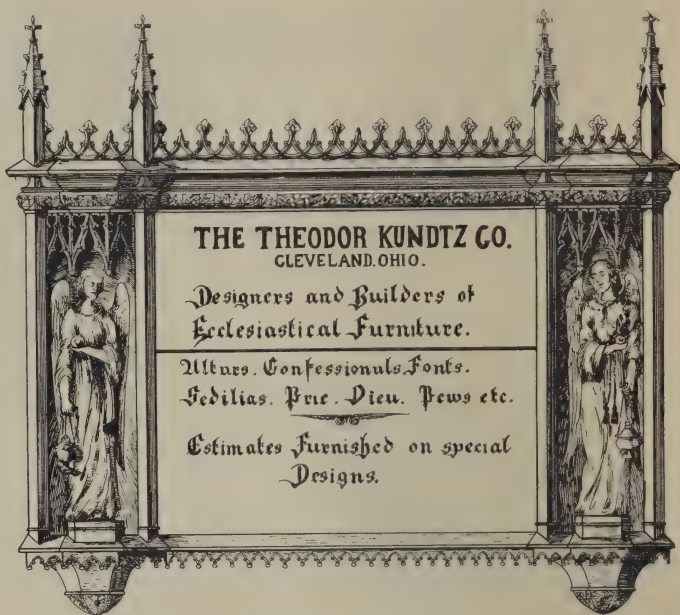 THE THEODOR KUNDTZ CO.
CLEVELAND. OHIO.
Designers and Builders of
Ecclesiastical Furniture.
Altars. Confessionals. Fonts.
Sedilias. Prie. Dieu. Pews etc.
Estimates Furnished on special
Designs.